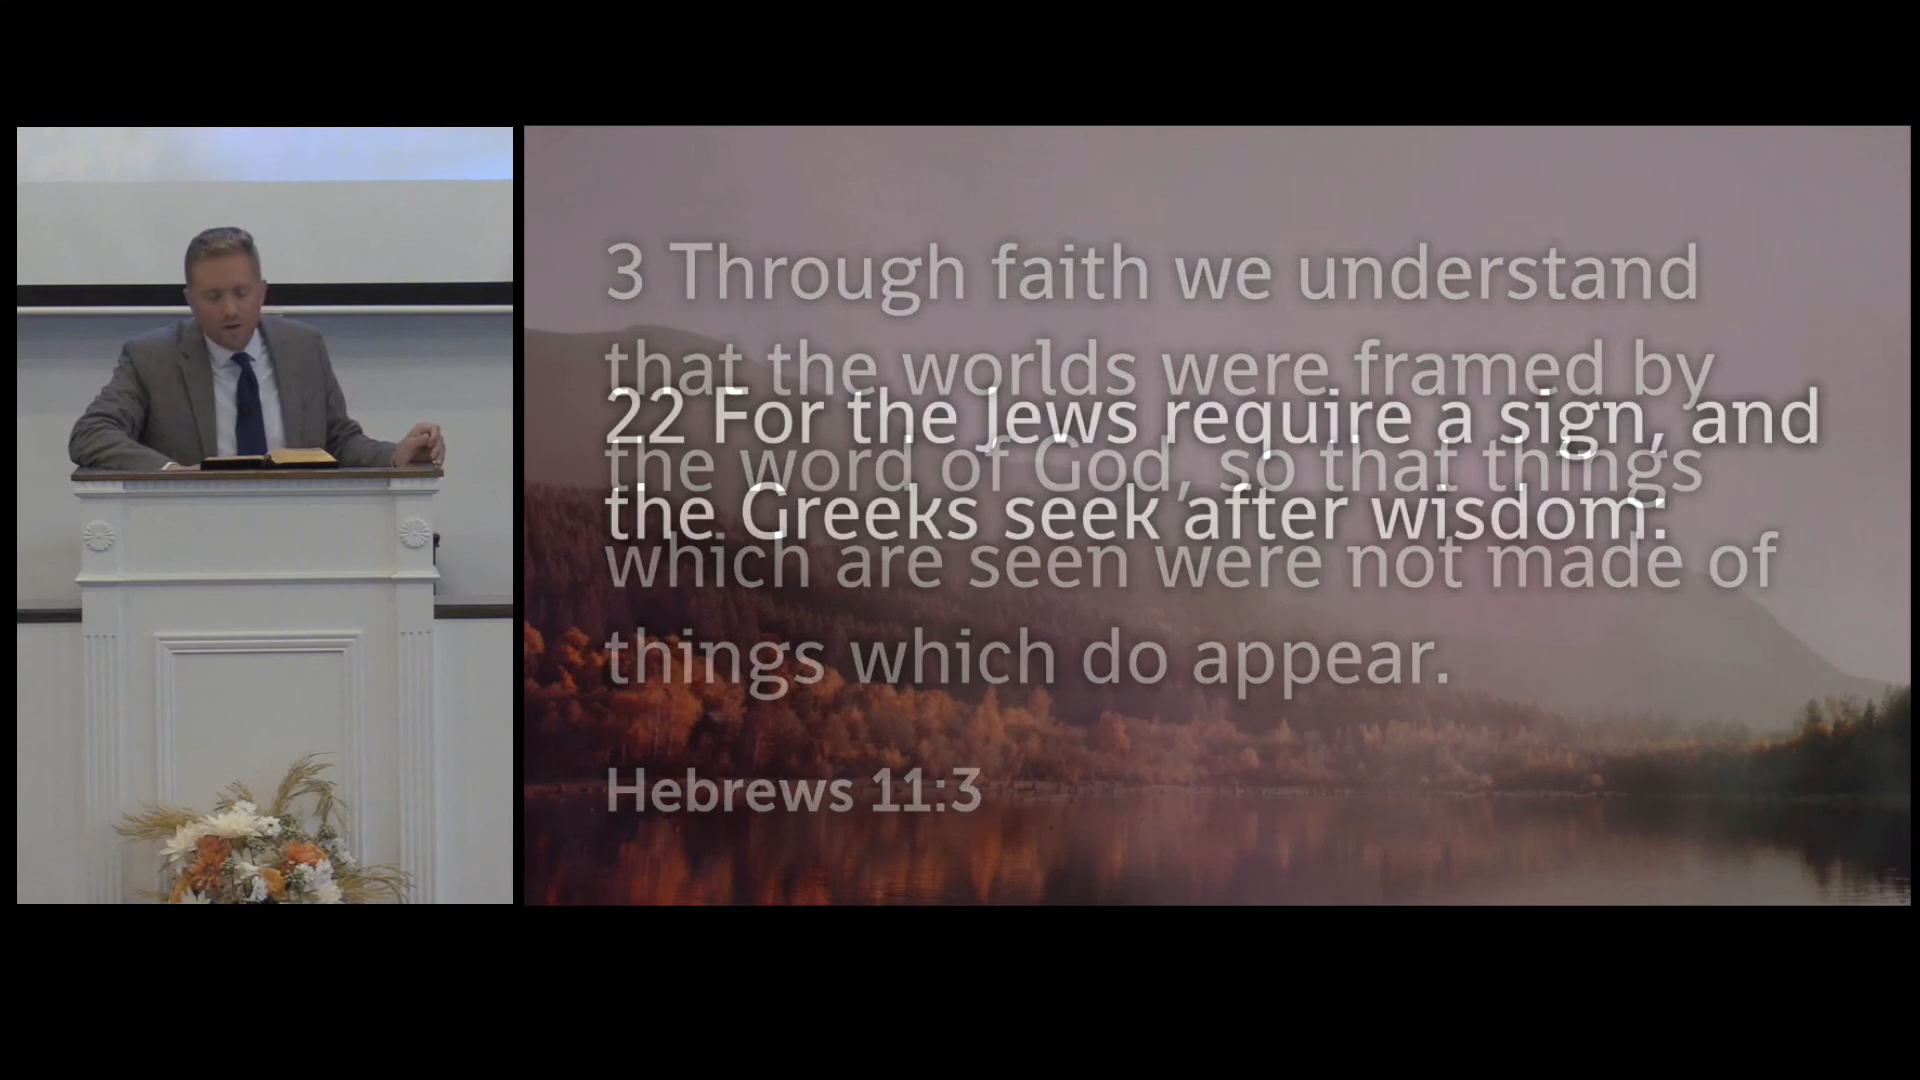 3 Through faith we understand
that the worlds were framed by
the word of God, so that things
which are seen were not made of
things which do appear.
Hebrews 11:3
22 For the Jews require a sign, and
the Greeks seek after wisdom: